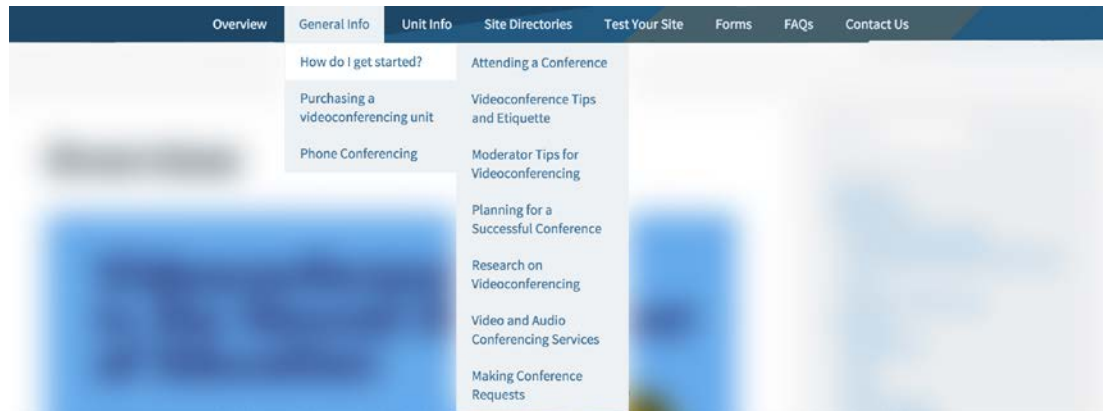 Overview General Info Unit Info Site Directories Test Your Site Forms FAQs Contact Us
How do I get started?
Purchasing a
videoconferencing unit
Phone Conferencing
Attending a Conference
Videoconference Tips
and Etiquette
Moderator Tips for
Videoconferencing
Planning for a
Successful Conference
Research on
Videoconferencing
Video and Audio
Conferencing Services
Making Conference
Requests